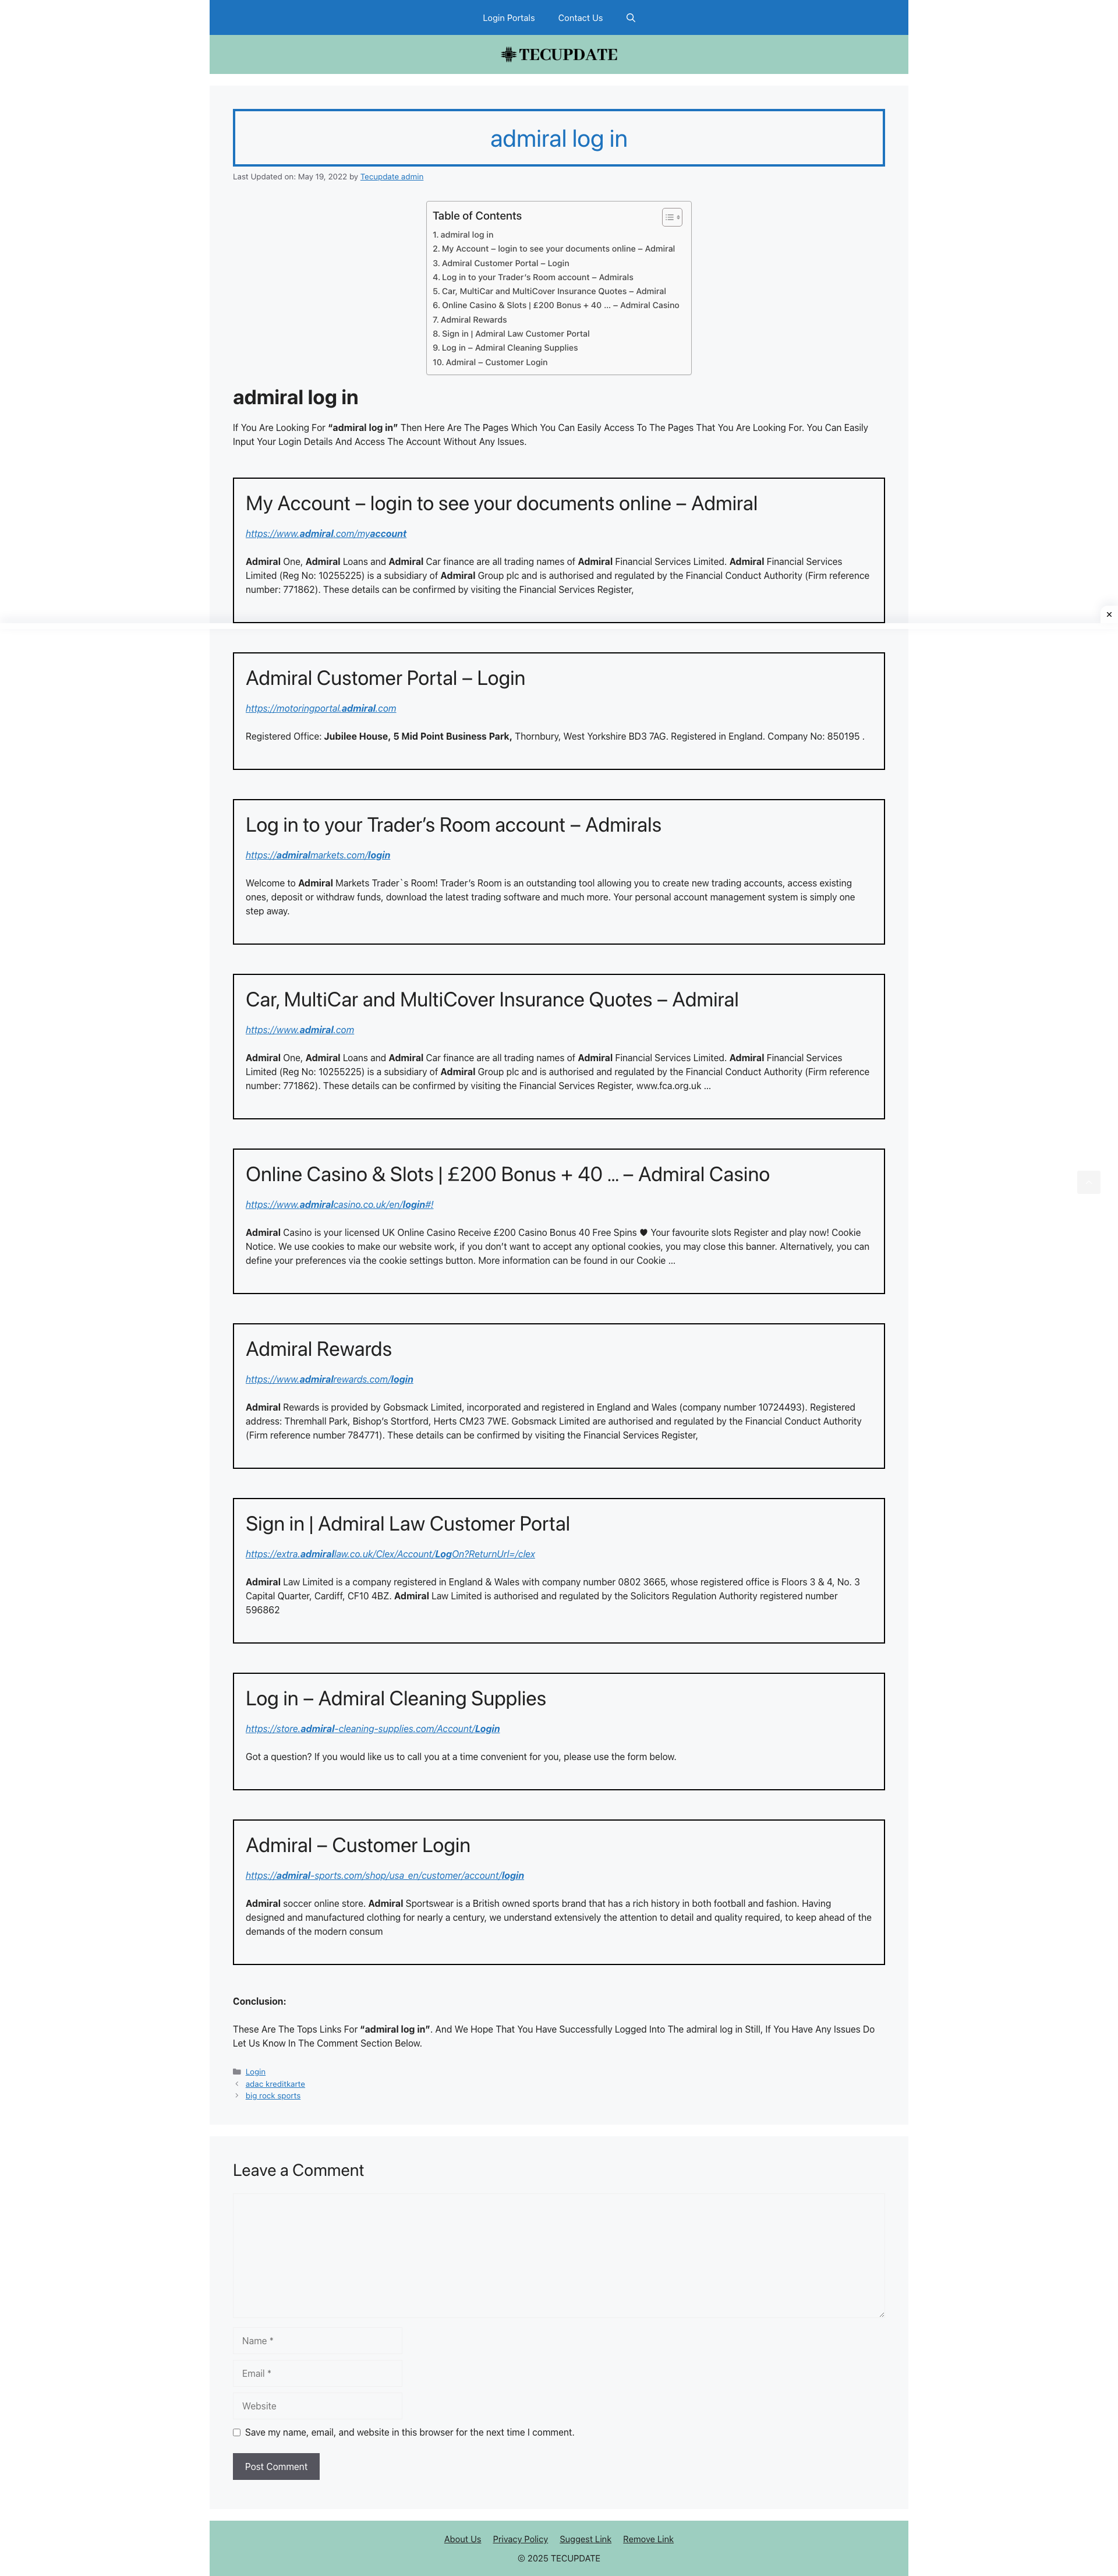 Login Portals Contact Us
TECUPDATE
admiral log in
Last Updated on: May 19, 2022 by Tecupdate admin
Table of Contents
1. admiral log in
2. My Account – login to see your documents online – Admiral
3. Admiral Customer Portal – Login
4. Log in to your Trader's Room account – Admirals
5. Car, MultiCar and MultiCover Insurance Quotes – Admiral
6. Online Casino & Slots | £200 Bonus + 40 ... – Admiral Casino
7. Admiral Rewards
8. Sign in | Admiral Law Customer Portal
9. Log in – Admiral Cleaning Supplies
10. Admiral – Customer Login
admiral log in
If You Are Looking For “admiral log in” Then Here Are The Pages Which You Can Easily Access To The Pages That You Are Looking For. You Can Easily
Input Your Login Details And Access The Account Without Any Issues.
My Account – login to see your documents online – Admiral
https://www.admiral.com/myaccount
Admiral One, Admiral Loans and Admiral Car finance are all trading names of Admiral Financial Services Limited. Admiral Financial Services
Limited (Reg No: 10255225) is a subsidiary of Admiral Group plc and is authorised and regulated by the Financial Conduct Authority (Firm reference
number: 771862). These details can be confirmed by visiting the Financial Services Register,
Admiral Customer Portal – Login
https://motoringportal.admiral.com
Registered Office: Jubilee House, 5 Mid Point Business Park, Thornbury, West Yorkshire BD3 7AG. Registered in England. Company No: 850195 .
Log in to your Trader's Room account – Admirals
https://admiralmarkets.com/login
Welcome to Admiral Markets Trader`s Room! Trader's Room is an outstanding tool allowing you to create new trading accounts, access existing
ones, deposit or withdraw funds, download the latest trading software and much more. Your personal account management system is simply one
step away.
Car, MultiCar and MultiCover Insurance Quotes – Admiral
https://www.admiral.com
Admiral One, Admiral Loans and Admiral Car finance are all trading names of Admiral Financial Services Limited. Admiral Financial Services
Limited (Reg No: 10255225) is a subsidiary of Admiral Group plc and is authorised and regulated by the Financial Conduct Authority (Firm reference
number: 771862). These details can be confirmed by visiting the Financial Services Register, www.fca.org.uk ...
Online Casino & Slots | £200 Bonus + 40 ... – Admiral Casino
https://www.admiralcasino.co.uk/en/login#!
Admiral Casino is your licensed UK Online Casino Receive £200 Casino Bonus 40 Free Spins ♥ Your favourite slots Register and play now! Cookie
Notice. We use cookies to make our website work, if you don't want to accept any optional cookies, you may close this banner. Alternatively, you can
define your preferences via the cookie settings button. More information can be found in our Cookie ...
Admiral Rewards
https://www.admiralrewards.com/login
Admiral Rewards is provided by Gobsmack Limited, incorporated and registered in England and Wales (company number 10724493). Registered
address: Thremhall Park, Bishop's Stortford, Herts CM23 7WE. Gobsmack Limited are authorised and regulated by the Financial Conduct Authority
(Firm reference number 784771). These details can be confirmed by visiting the Financial Services Register,
Sign in | Admiral Law Customer Portal
https://extra.admirallaw.co.uk/Clex/Account/LogOn?ReturnUrl=/clex
Admiral Law Limited is a company registered in England & Wales with company number 0802 3665, whose registered office is Floors 3 & 4, No. 3
Capital Quarter, Cardiff, CF10 4BZ. Admiral Law Limited is authorised and regulated by the Solicitors Regulation Authority registered number
596862
Log in – Admiral Cleaning Supplies
https://store.admiral-cleaning-supplies.com/Account/Login
Got a question? If you would like us to call you at a time convenient for you, please use the form below.
Admiral – Customer Login
https://admiral-sports.com/shop/usa_en/customer/account/login
Admiral soccer online store. Admiral Sportswear is a British owned sports brand that has a rich history in both football and fashion. Having
designed and manufactured clothing for nearly a century, we understand extensively the attention to detail and quality required, to keep ahead of the
demands of the modern consum
Conclusion:
These Are The Tops Links For “admiral log in”. And We Hope That You Have Successfully Logged Into The admiral log in Still, If You Have Any Issues Do
Let Us Know In The Comment Section Below.
Login
adac kreditkarte
big rock sports
Leave a Comment
Name *
Email *
Website
Save my name, email, and website in this browser for the next time I comment.
Post Comment
About Us Privacy Policy Suggest Link Remove Link
© 2025 TECUPDATE